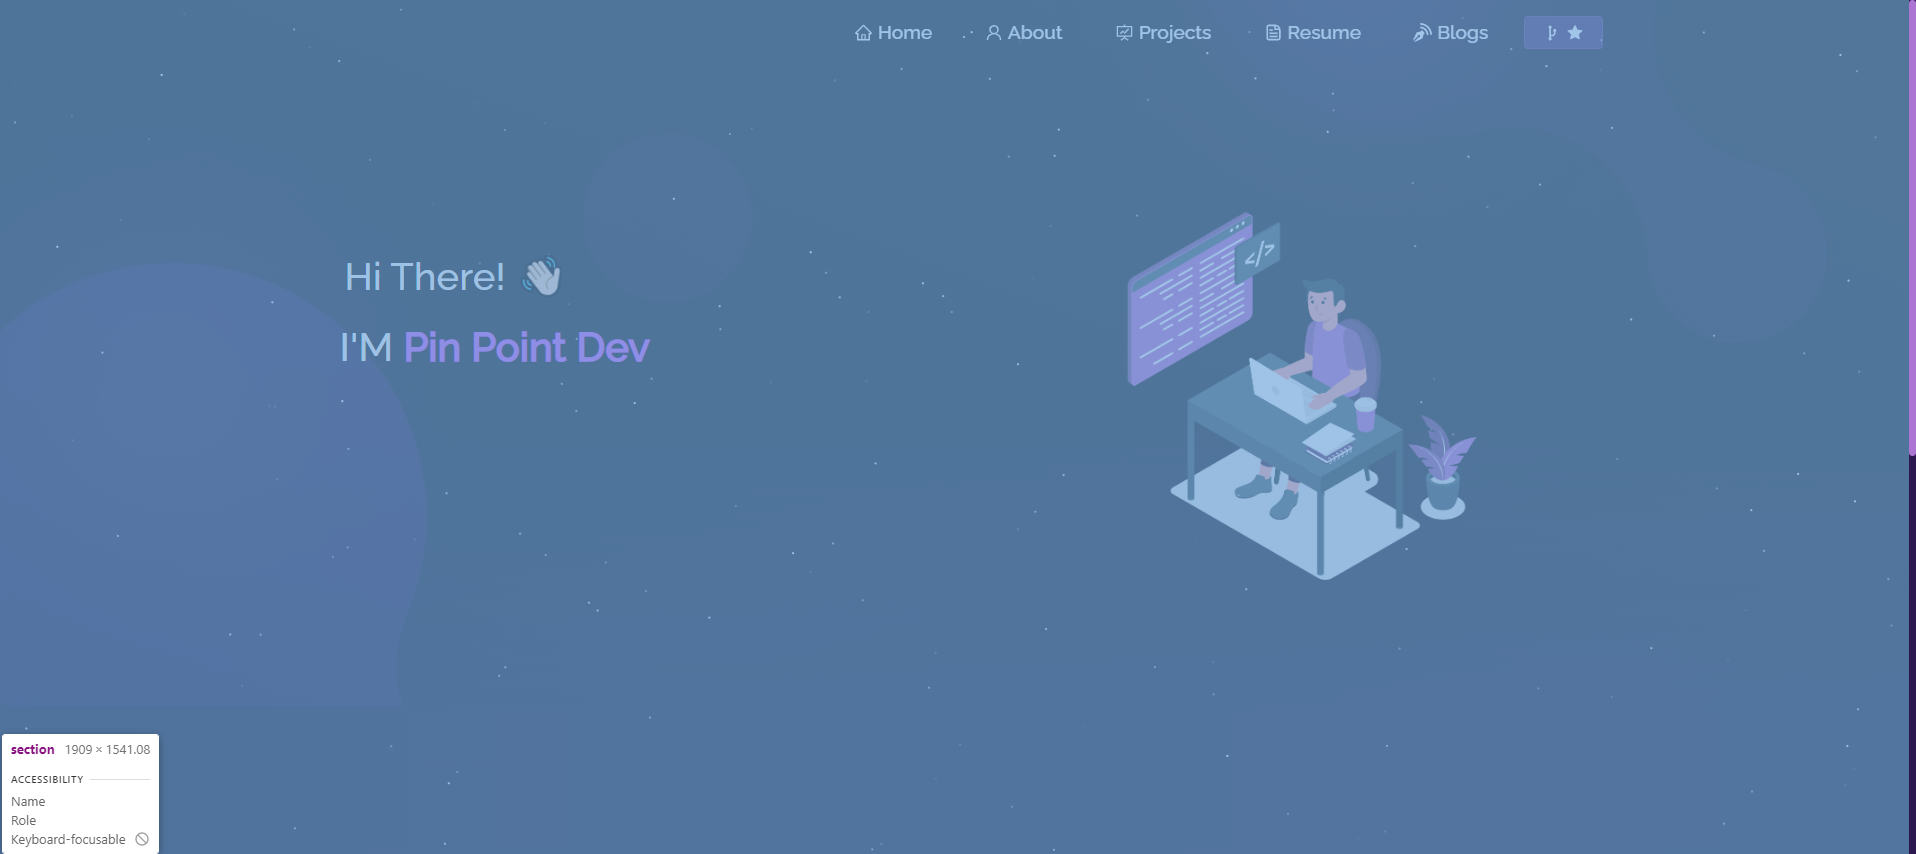 Home About Projects Resume Blogs
Hi There! 👋
</>
I'M Pin Point Dev
section 1909 × 1541.08
ACCESSIBILITY
Name
Role
Keyboard-focusable